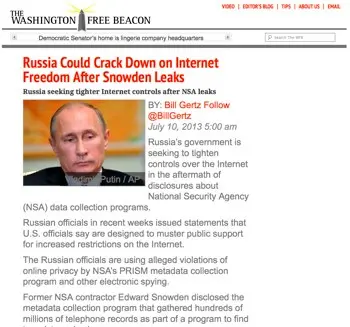 VIDEO | EDITOR'S BLOG | TIPS | ABOUT US | EMAIL
THE
WASHINGTON FREE BEACON
Democratic Senator's home is lingerie company headquarters
Search The WFB
Russia Could Crack Down on Internet
Freedom After Snowden Leaks
Russia seeking tighter Internet controls after NSA leaks
Vladimir Putin / AP
BY: Bill Gertz Follow
@BillGertz
July 10, 2013 5:00 am
Russia's government is
seeking to tighten
controls over the Internet
in the aftermath of
disclosures about
National Security Agency
(NSA) data collection programs.
Russian officials in recent weeks issued statements that
U.S. officials say are designed to muster public support
for increased restrictions on the Internet.
The Russian officials are using alleged violations of
online privacy by NSA's PRISM metadata collection
program and other electronic spying.
Former NSA contractor Edward Snowden disclosed the
metadata collection program that gathered hundreds of
millions of telephone records as part of a program to find